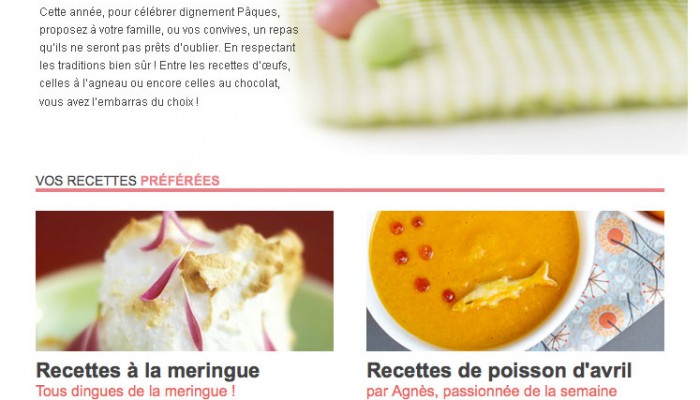 Cette année, pour célébrer dignement Pâques,
proposez à votre famille, ou vos convives, un repas
qu'ils ne seront pas prêts d'oublier. En respectant
les traditions bien sûr ! Entre les recettes d'œufs,
celles à l'agneau ou encore celles au chocolat,
vous avez l'embarras du choix !
VOS RECETTES PRÉFÉRÉES
Recettes à la meringue
Tous dingues de la meringue !
Recettes de poisson d'avril
par Agnès, passionnée de la semaine